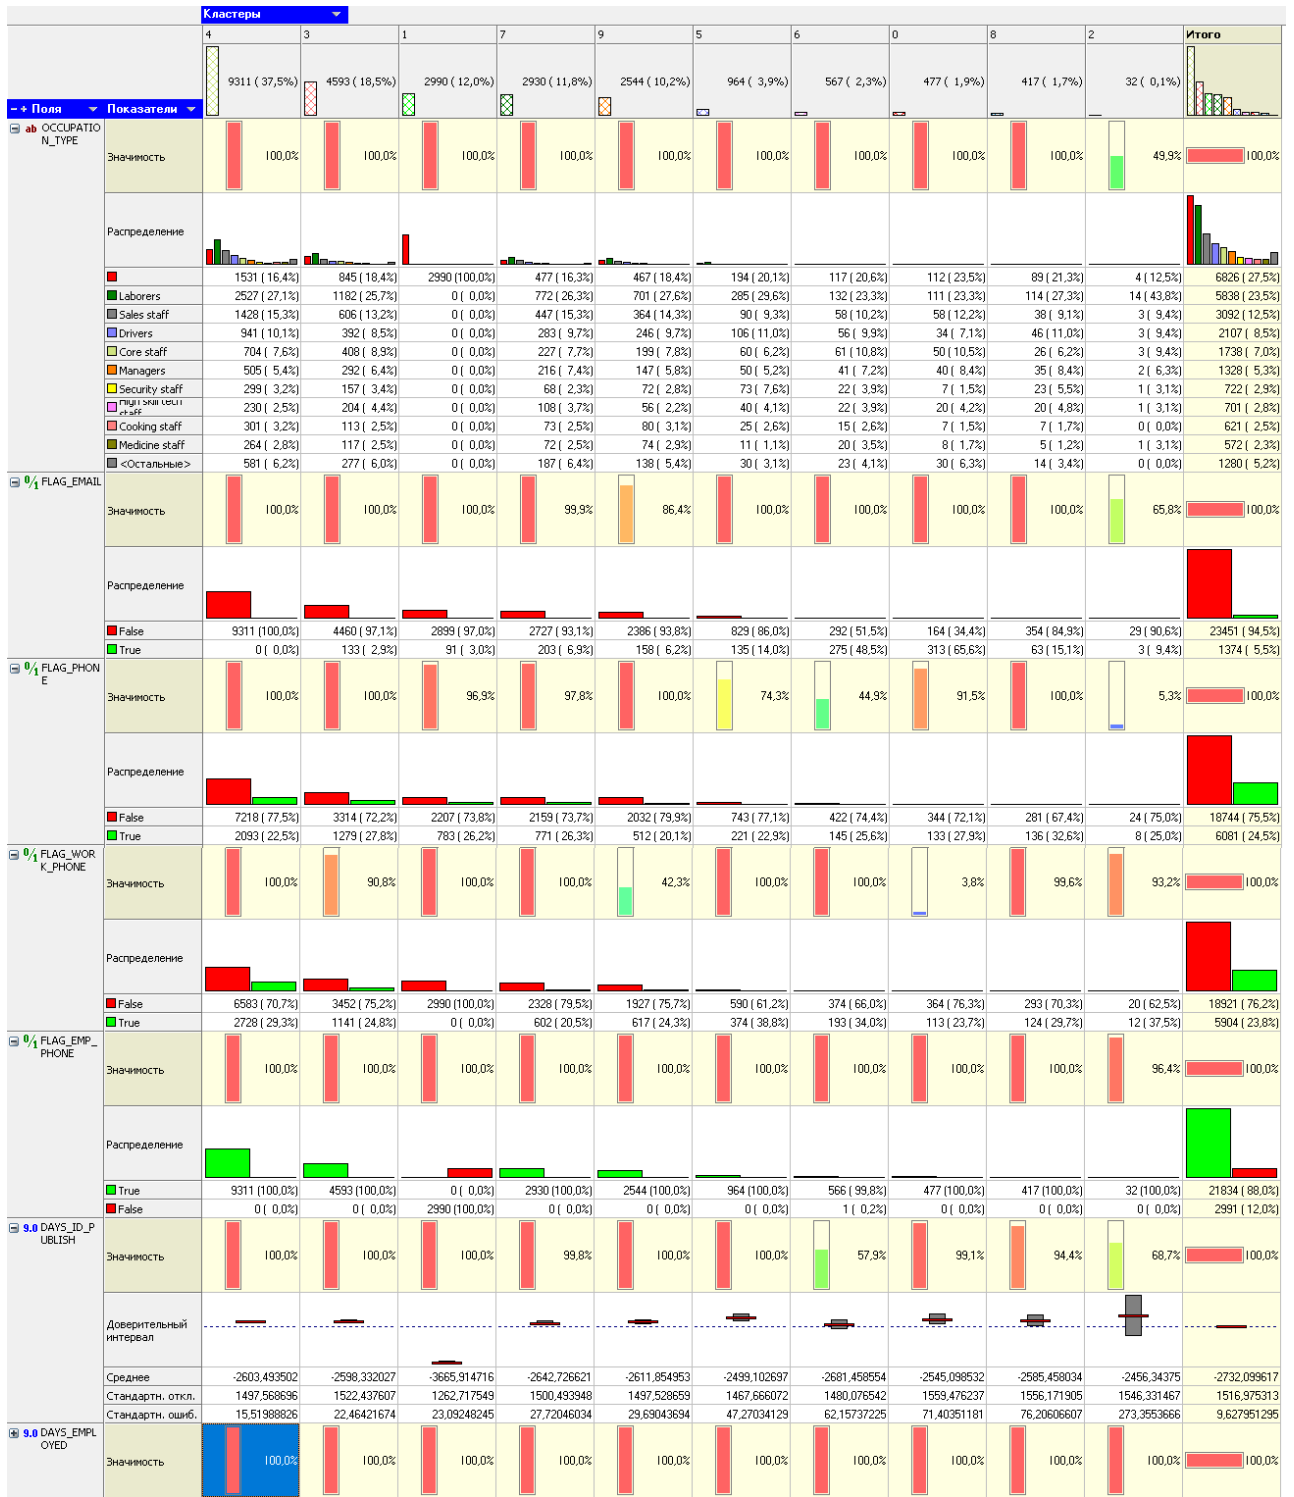 Кластеры
4 3 1 7 9 5 6 0 8 2 Итого
9311 ( 37,5%) 4593 ( 18,5%) 2990 ( 12,0%) 2930 ( 11,8%) 2544 ( 10,2%) 964 ( 3,9%) 567 ( 2,3%) 477 ( 1,9%) 417 ( 1,7%) 32 ( 0,1%)
− + Поля Показатели
ab OCCUPATIO
N_TYPE
Значимость 100,0% 100,0% 100,0% 100,0% 100,0% 100,0% 100,0% 100,0% 100,0% 49,9% 100,0%
Распределение
1531 ( 16,4%) 845 ( 18,4%) 2990 (100,0%) 477 ( 16,3%) 467 ( 18,4%) 194 ( 20,1%) 117 ( 20,6%) 112 ( 23,5%) 89 ( 21,3%) 4 ( 12,5%) 6826 ( 27,5%)
Laborers 2527 ( 27,1%) 1182 ( 25,7%) 0 ( 0,0%) 772 ( 26,3%) 701 ( 27,6%) 285 ( 29,6%) 132 ( 23,3%) 111 ( 23,3%) 114 ( 27,3%) 14 ( 43,8%) 5838 ( 23,5%)
Sales staff 1428 ( 15,3%) 606 ( 13,2%) 0 ( 0,0%) 447 ( 15,3%) 364 ( 14,3%) 90 ( 9,3%) 58 ( 10,2%) 58 ( 12,2%) 38 ( 9,1%) 3 ( 9,4%) 3092 ( 12,5%)
Drivers 941 ( 10,1%) 392 ( 8,5%) 0 ( 0,0%) 283 ( 9,7%) 246 ( 9,7%) 106 ( 11,0%) 56 ( 9,9%) 34 ( 7,1%) 46 ( 11,0%) 3 ( 9,4%) 2107 ( 8,5%)
Core staff 704 ( 7,6%) 408 ( 8,9%) 0 ( 0,0%) 227 ( 7,7%) 199 ( 7,8%) 60 ( 6,2%) 61 ( 10,8%) 50 ( 10,5%) 26 ( 6,2%) 3 ( 9,4%) 1738 ( 7,0%)
Managers 505 ( 5,4%) 292 ( 6,4%) 0 ( 0,0%) 216 ( 7,4%) 147 ( 5,8%) 50 ( 5,2%) 41 ( 7,2%) 40 ( 8,4%) 35 ( 8,4%) 2 ( 6,3%) 1328 ( 5,3%)
Security staff 299 ( 3,2%) 157 ( 3,4%) 0 ( 0,0%) 68 ( 2,3%) 72 ( 2,8%) 73 ( 7,6%) 22 ( 3,9%) 7 ( 1,5%) 23 ( 5,5%) 1 ( 3,1%) 722 ( 2,9%)
High skill tech staff 230 ( 2,5%) 204 ( 4,4%) 0 ( 0,0%) 108 ( 3,7%) 56 ( 2,2%) 40 ( 4,1%) 22 ( 3,9%) 20 ( 4,2%) 20 ( 4,8%) 1 ( 3,1%) 701 ( 2,8%)
Cooking staff 301 ( 3,2%) 113 ( 2,5%) 0 ( 0,0%) 73 ( 2,5%) 80 ( 3,1%) 25 ( 2,6%) 15 ( 2,6%) 7 ( 1,5%) 7 ( 1,7%) 0 ( 0,0%) 621 ( 2,5%)
Medicine staff 264 ( 2,8%) 117 ( 2,5%) 0 ( 0,0%) 72 ( 2,5%) 74 ( 2,9%) 11 ( 1,1%) 20 ( 3,5%) 8 ( 1,7%) 5 ( 1,2%) 1 ( 3,1%) 572 ( 2,3%)
<Остальные> 581 ( 6,2%) 277 ( 6,0%) 0 ( 0,0%) 187 ( 6,4%) 138 ( 5,4%) 30 ( 3,1%) 23 ( 4,1%) 30 ( 6,3%) 14 ( 3,4%) 0 ( 0,0%) 1280 ( 5,2%)
0/1 FLAG_EMAIL
Значимость 100,0% 100,0% 100,0% 99,9% 86,4% 100,0% 100,0% 100,0% 100,0% 65,8% 100,0%
Распределение
False 9311 (100,0%) 4460 ( 97,1%) 2899 ( 97,0%) 2727 ( 93,1%) 2386 ( 93,8%) 829 ( 86,0%) 292 ( 51,5%) 164 ( 34,4%) 354 ( 84,9%) 29 ( 90,6%) 23451 ( 94,5%)
True 0 ( 0,0%) 133 ( 2,9%) 91 ( 3,0%) 203 ( 6,9%) 158 ( 6,2%) 135 ( 14,0%) 275 ( 48,5%) 313 ( 65,6%) 63 ( 15,1%) 3 ( 9,4%) 1374 ( 5,5%)
0/1 FLAG_PHON
E
Значимость 100,0% 100,0% 96,9% 97,8% 100,0% 74,3% 44,9% 91,5% 100,0% 5,3% 100,0%
Распределение
False 7218 ( 77,5%) 3314 ( 72,2%) 2207 ( 73,8%) 2159 ( 73,7%) 2032 ( 79,9%) 743 ( 77,1%) 422 ( 74,4%) 344 ( 72,1%) 281 ( 67,4%) 24 ( 75,0%) 18744 ( 75,5%)
True 2093 ( 22,5%) 1279 ( 27,8%) 783 ( 26,2%) 771 ( 26,3%) 512 ( 20,1%) 221 ( 22,9%) 145 ( 25,6%) 133 ( 27,9%) 136 ( 32,6%) 8 ( 25,0%) 6081 ( 24,5%)
0/1 FLAG_WOR
K_PHONE
Значимость 100,0% 90,8% 100,0% 100,0% 42,3% 100,0% 100,0% 3,8% 99,6% 93,2% 100,0%
Распределение
False 6583 ( 70,7%) 3452 ( 75,2%) 2990 (100,0%) 2328 ( 79,5%) 1927 ( 75,7%) 590 ( 61,2%) 374 ( 66,0%) 364 ( 76,3%) 293 ( 70,3%) 20 ( 62,5%) 18921 ( 76,2%)
True 2728 ( 29,3%) 1141 ( 24,8%) 0 ( 0,0%) 602 ( 20,5%) 617 ( 24,3%) 374 ( 38,8%) 193 ( 34,0%) 113 ( 23,7%) 124 ( 29,7%) 12 ( 37,5%) 5904 ( 23,8%)
0/1 FLAG_EMP_
PHONE
Значимость 100,0% 100,0% 100,0% 100,0% 100,0% 100,0% 100,0% 100,0% 100,0% 96,4% 100,0%
Распределение
True 9311 (100,0%) 4593 (100,0%) 0 ( 0,0%) 2930 (100,0%) 2544 (100,0%) 964 (100,0%) 566 ( 99,8%) 477 (100,0%) 417 (100,0%) 32 (100,0%) 21834 ( 88,0%)
False 0 ( 0,0%) 0 ( 0,0%) 2990 (100,0%) 0 ( 0,0%) 0 ( 0,0%) 0 ( 0,0%) 1 ( 0,2%) 0 ( 0,0%) 0 ( 0,0%) 0 ( 0,0%) 2991 ( 12,0%)
9.0 DAYS_ID_P
UBLISH
Значимость 100,0% 100,0% 100,0% 99,8% 100,0% 100,0% 57,9% 99,1% 94,4% 68,7% 100,0%
Доверительный
интервал
Среднее -2603,493502 -2598,332027 -3665,914716 -2642,726621 -2611,854953 -2499,102697 -2681,458554 -2545,098532 -2585,458034 -2456,34375 -2732,099617
Стандартн. откл. 1497,568696 1522,437607 1262,717549 1500,493948 1497,528659 1467,666072 1480,076542 1559,476237 1556,171905 1546,331467 1516,975313
Стандартн. ошиб. 15,51988826 22,46421674 23,09248245 27,72046034 29,69043694 47,27034129 62,15737225 71,40351181 76,20606607 273,3553666 9,627951295
9.0 DAYS_EMPL
OYED
Значимость 100,0% 100,0% 100,0% 100,0% 100,0% 100,0% 100,0% 100,0% 100,0% 100,0% 100,0%